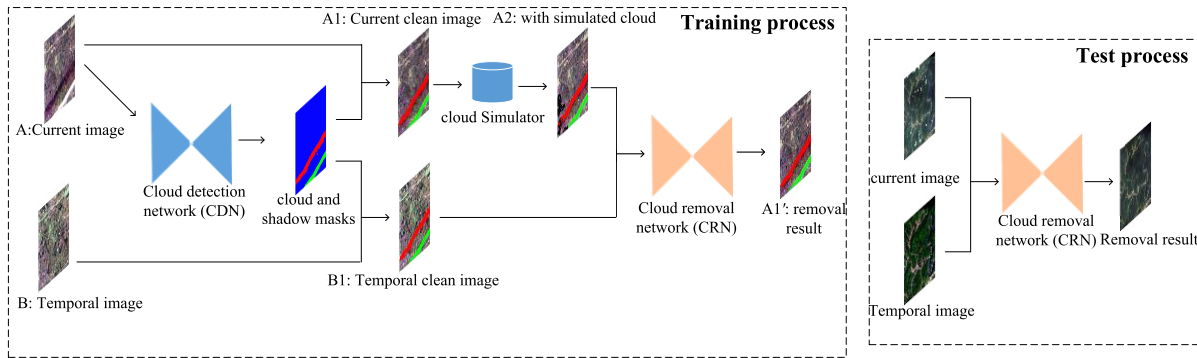 A1: Current clean image
A2: with simulated cloud
Training process
A:Current image
Cloud detection
network (CDN)
cloud and
shadow masks
cloud Simulator
B: Temporal image
B1: Temporal clean image
Cloud removal
network (CRN)
A1′: removal
result
Test process
current image
Temporal image
Cloud removal
network (CRN)
Removal result